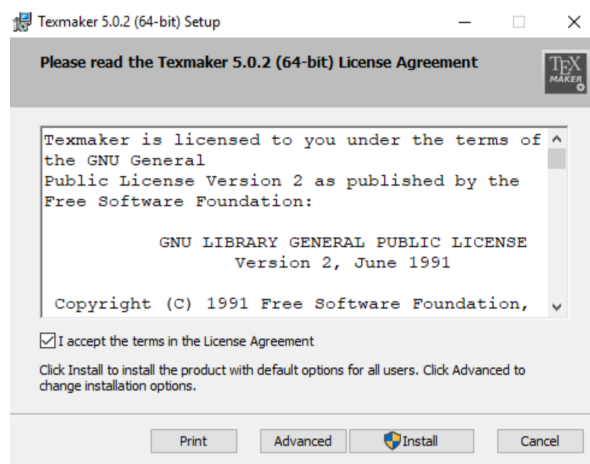 Texmaker 5.0.2 (64-bit) Setup
Please read the Texmaker 5.0.2 (64-bit) License Agreement
TEX
MAKER
Texmaker is licensed to you under the terms of
the GNU General
Public License Version 2 as published by the
Free Software Foundation:
GNU LIBRARY GENERAL PUBLIC LICENSE
Version 2, June 1991
Copyright (C) 1991 Free Software Foundation,
I accept the terms in the License Agreement
Click Install to install the product with default options for all users. Click Advanced to
change installation options.
Print Advanced Install Cancel